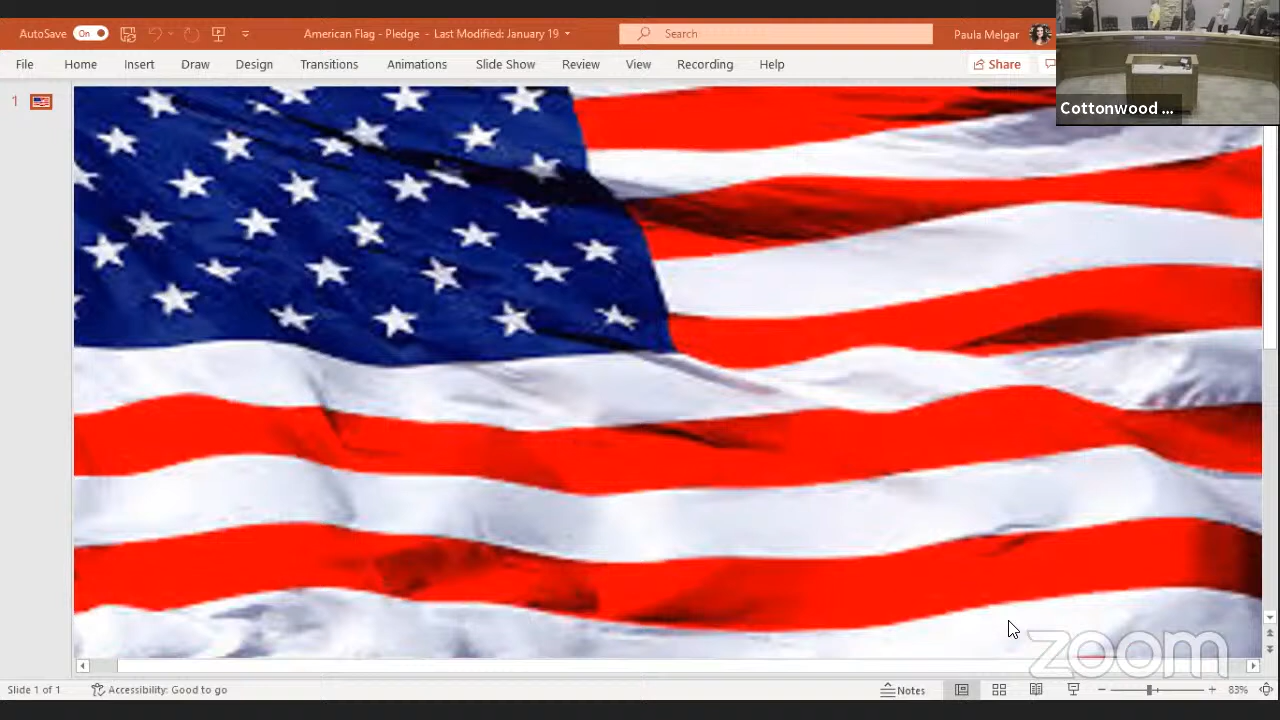 AutoSave On American Flag - Pledge - Last Modified: January 19 Search Paula Melgar
File Home Insert Draw Design Transitions Animations Slide Show Review View Recording Help Share
Cottonwood ...
1
zoom
Slide 1 of 1 Accessibility: Good to go Notes 83%